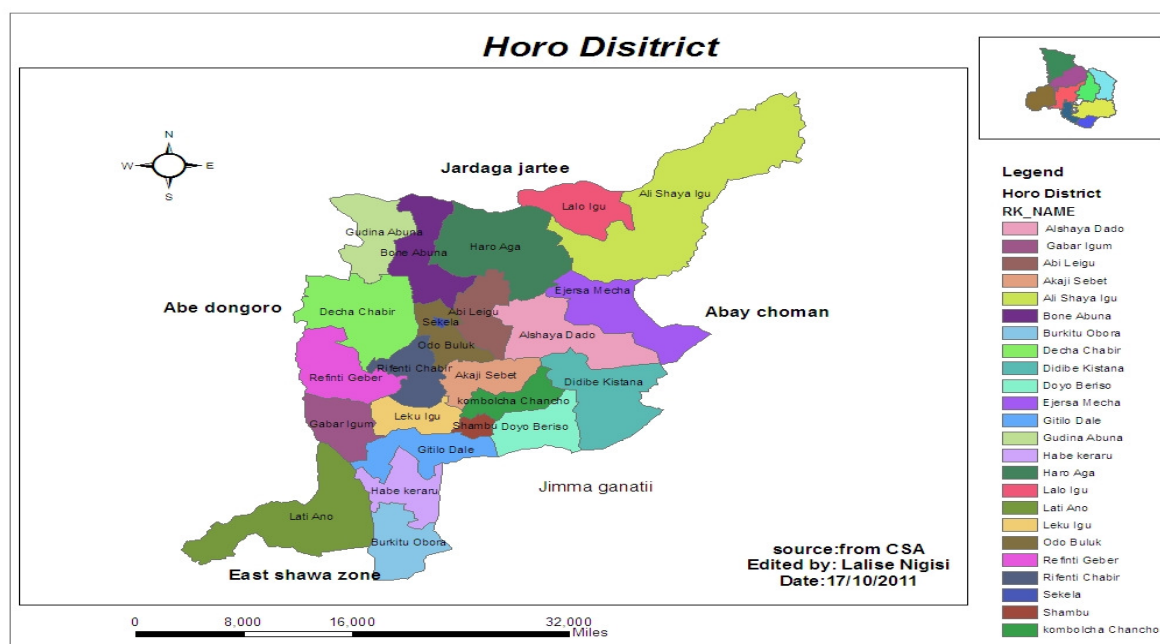 Horo Disitrict
N
W E
S
Jardaga jartee
Ali Shaya Igu
Lalo Igu
Gudina Abuna
Bone Abuna
Haro Aga
Ejersa Mecha
Abe dongoro
Decha Chabir
Abi Leigu
Sekela
Abay choman
Alshaya Dado
Odo Buluk
Rifenti Chabir
Refinti Geber
Akaji Sebet
Didibe Kistana
kombolcha Chancho
Leku Igu
Gabar Igum
Shambu
Doyo Beriso
Gitilo Dale
Habe keraru
Jimma ganatii
Lati Ano
Burkitu Obora
East shawa zone
source:from CSA
Edited by: Lalise Nigisi
Date:17/10/2011
0 8,000 16,000 32,000
Miles
Legend
Horo District
RK_NAME
Alshaya Dado
Gabar Igum
Abi Leigu
Akaji Sebet
Ali Shaya Igu
Bone Abuna
Burkitu Obora
Decha Chabir
Didibe Kistana
Doyo Beriso
Ejersa Mecha
Gitilo Dale
Gudina Abuna
Habe keraru
Haro Aga
Lalo Igu
Lati Ano
Leku Igu
Odo Buluk
Refinti Geber
Rifenti Chabir
Sekela
Shambu
kombolcha Chancho